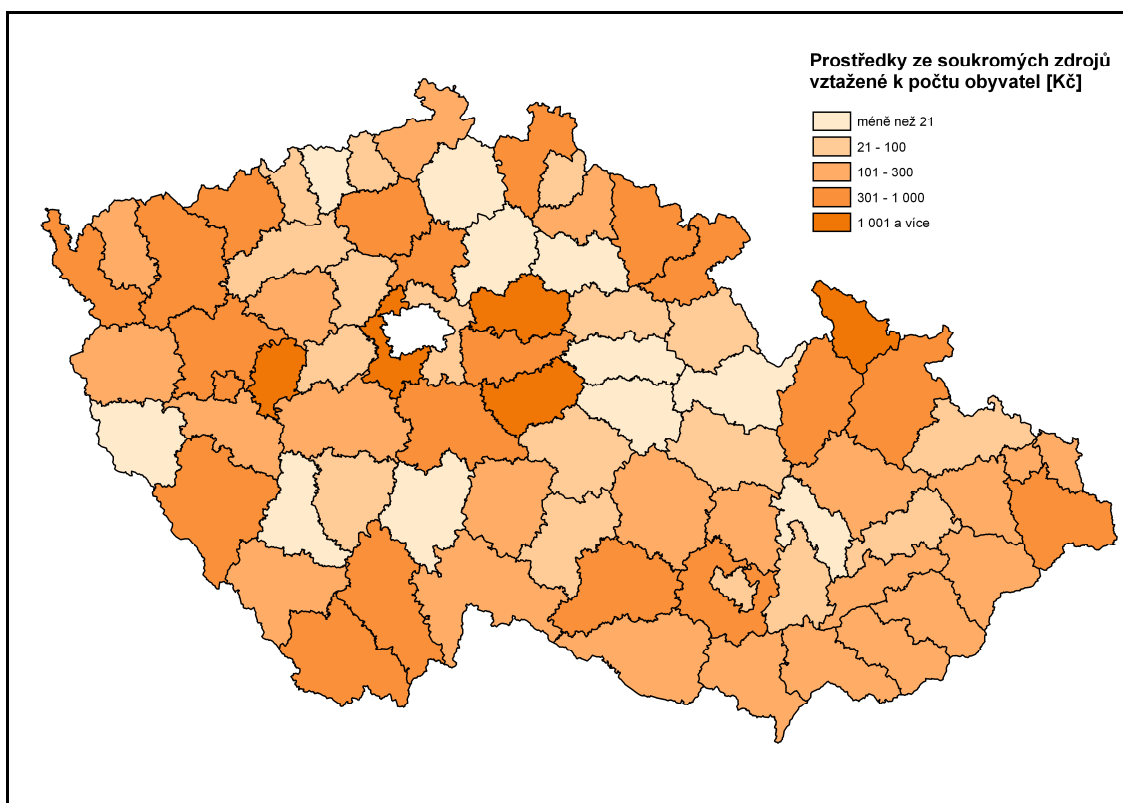 Prostředky ze soukromých zdrojů
vztažené k počtu obyvatel [Kč]
méně než 21
21 - 100
101 - 300
301 - 1 000
1 001 a více